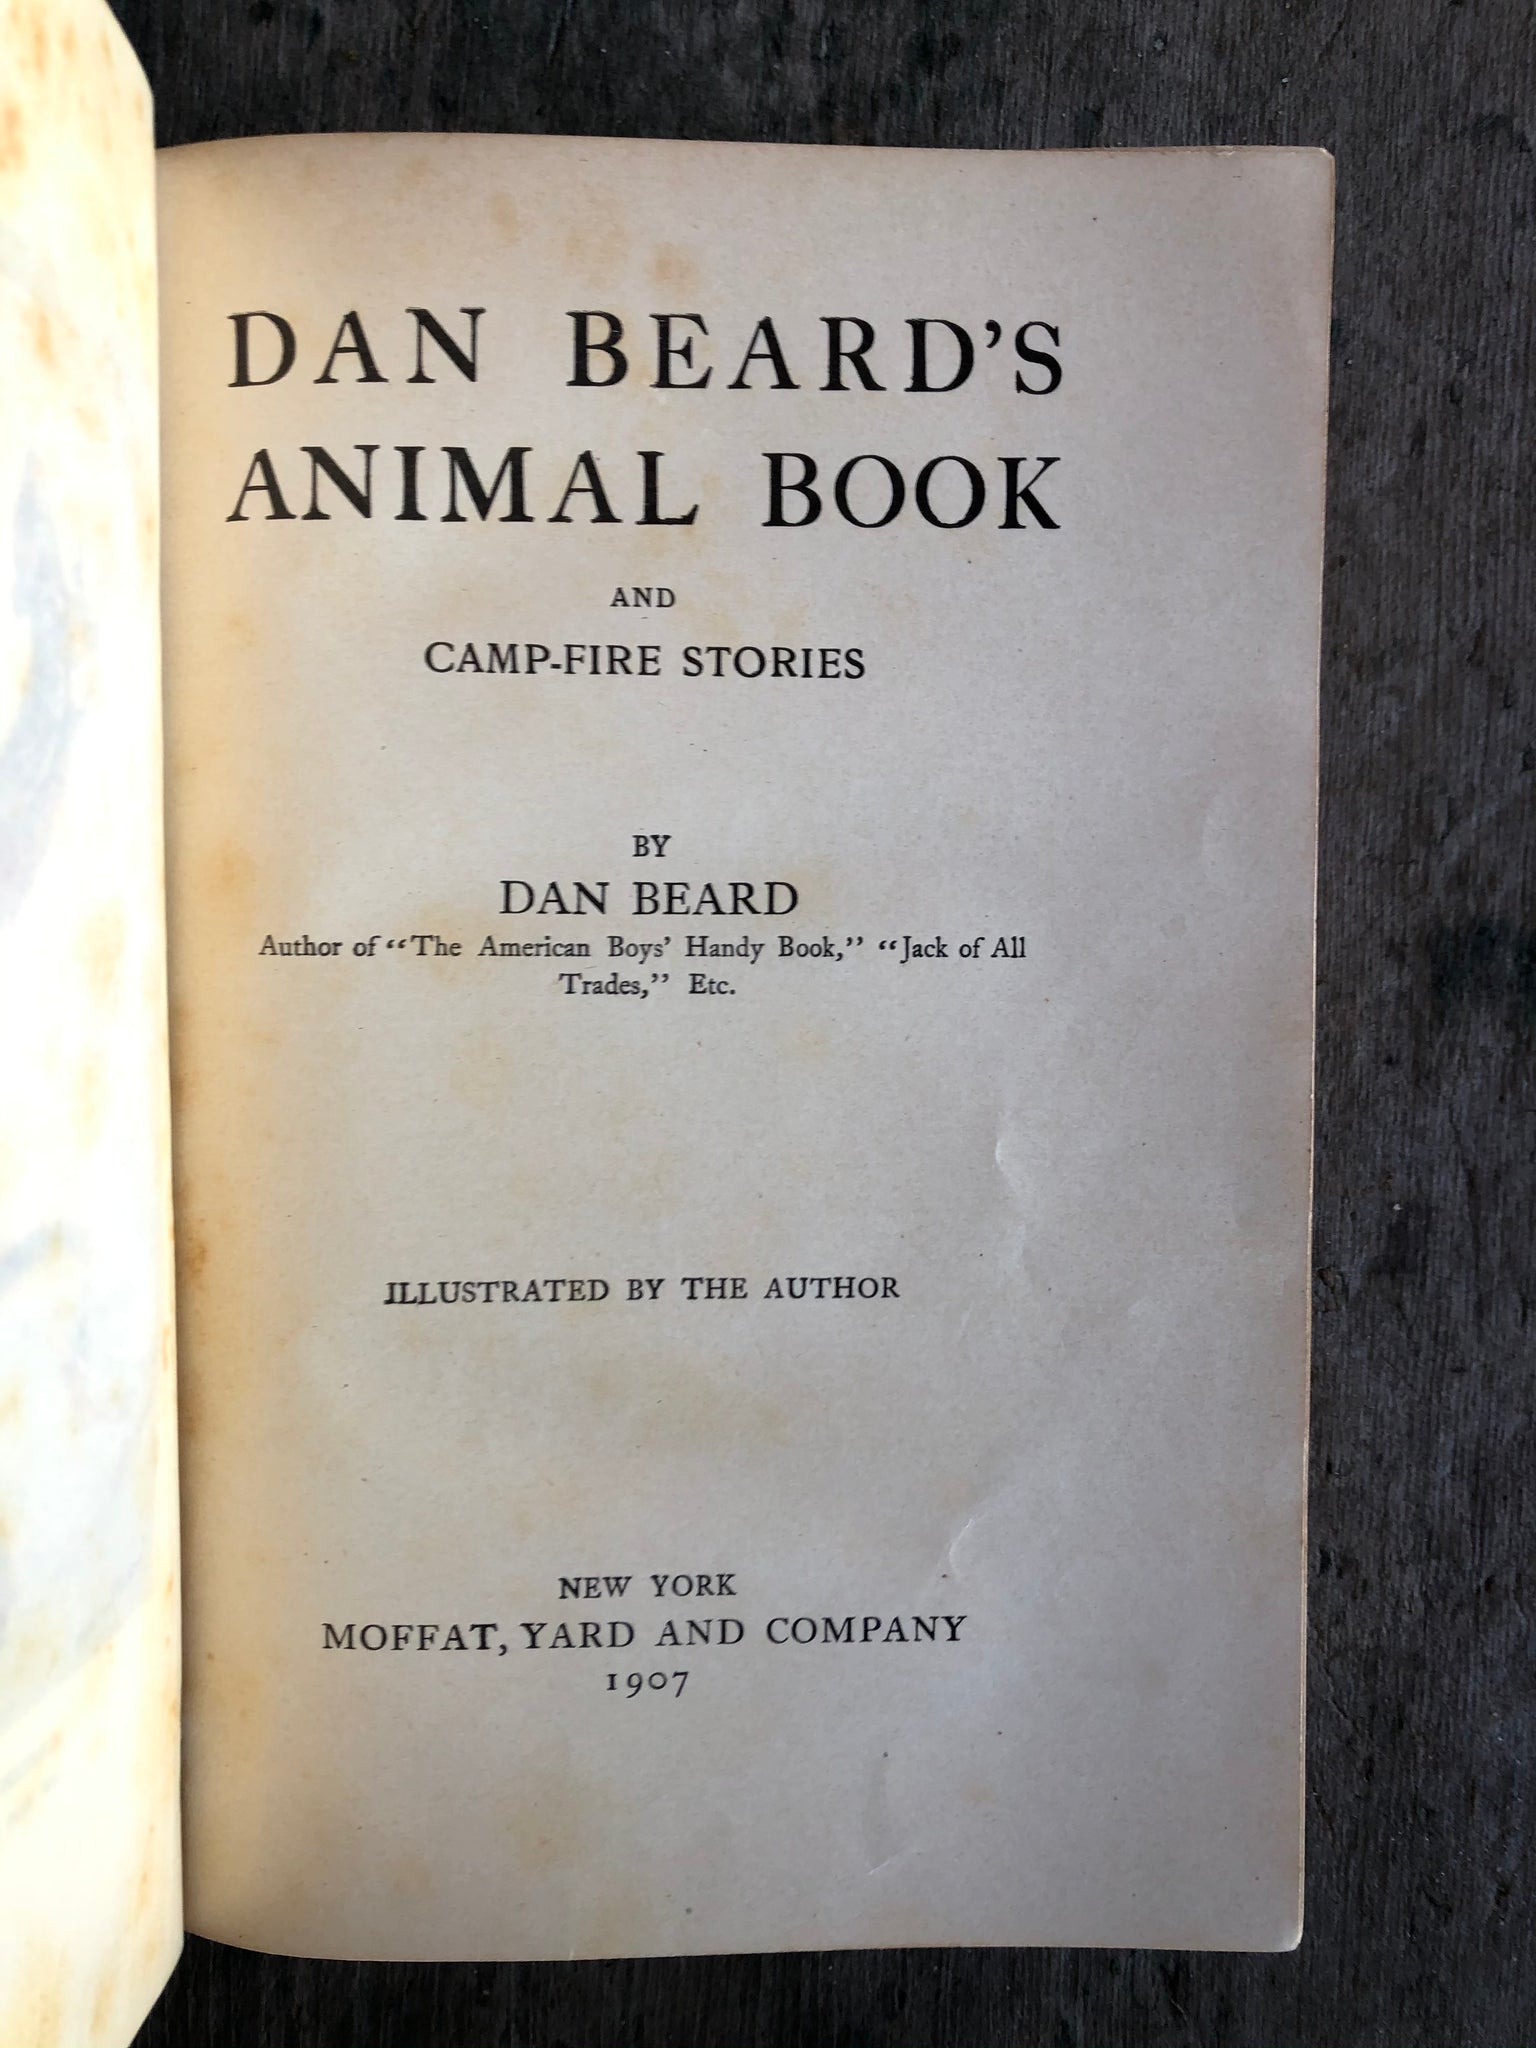 DAN BEARD'S
ANIMAL BOOK
AND
CAMP-FIRE STORIES
BY
DAN BEARD
Author of “The American Boys’ Handy Book,” “Jack of All
Trades,” Etc.
ILLUSTRATED BY THE AUTHOR
NEW YORK
MOFFAT, YARD AND COMPANY
1907